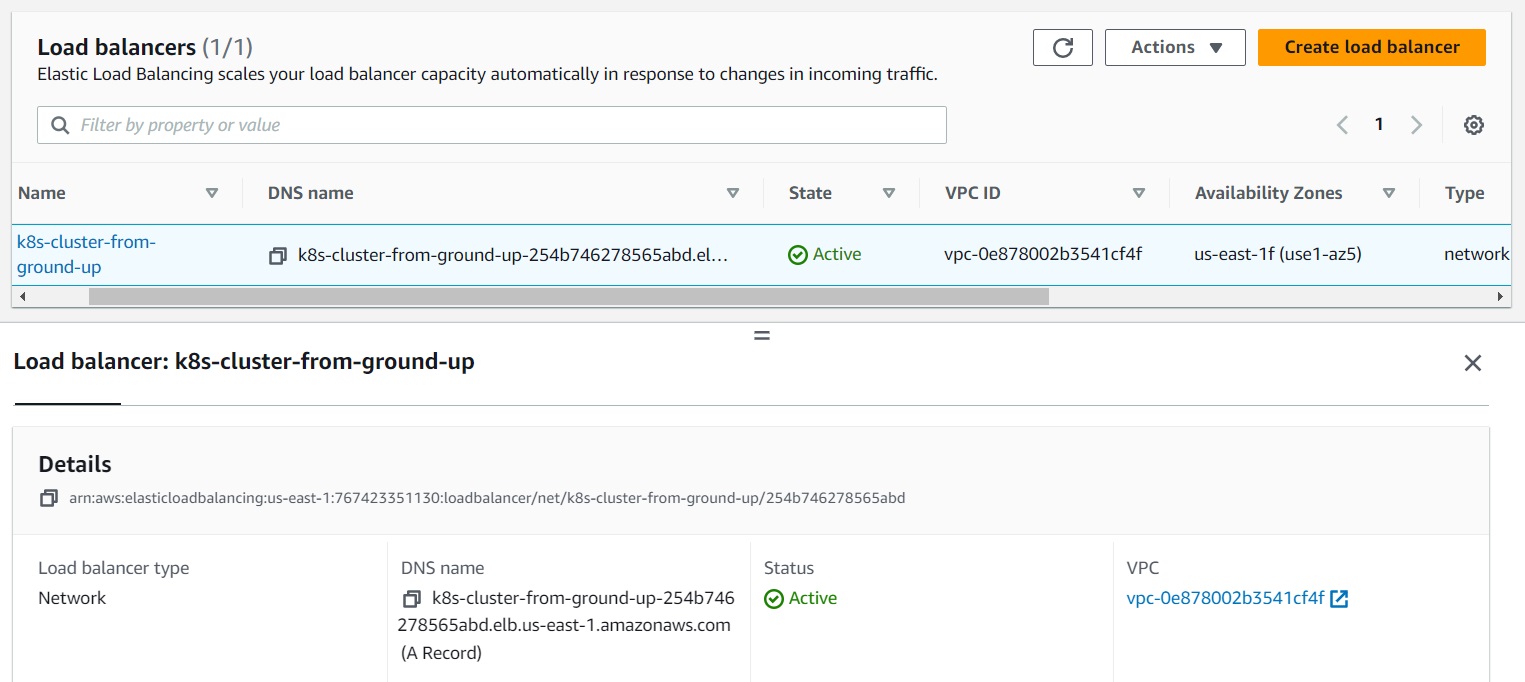 Load balancers (1/1)
Elastic Load Balancing scales your load balancer capacity automatically in response to changes in incoming traffic.
Actions
Create load balancer
Filter by property or value
1
Name DNS name State VPC ID Availability Zones Type
k8s-cluster-from-
ground-up
k8s-cluster-from-ground-up-254b746278565abd.el...
Active
vpc-0e878002b3541cf4f
us-east-1f (use1-az5)
network
Load balancer: k8s-cluster-from-ground-up
Details
arn:aws:elasticloadbalancing:us-east-1:767423351130:loadbalancer/net/k8s-cluster-from-ground-up/254b746278565abd
Load balancer type
Network
DNS name
k8s-cluster-from-ground-up-254b746
278565abd.elb.us-east-1.amazonaws.com
(A Record)
Status
Active
VPC
vpc-0e878002b3541cf4f